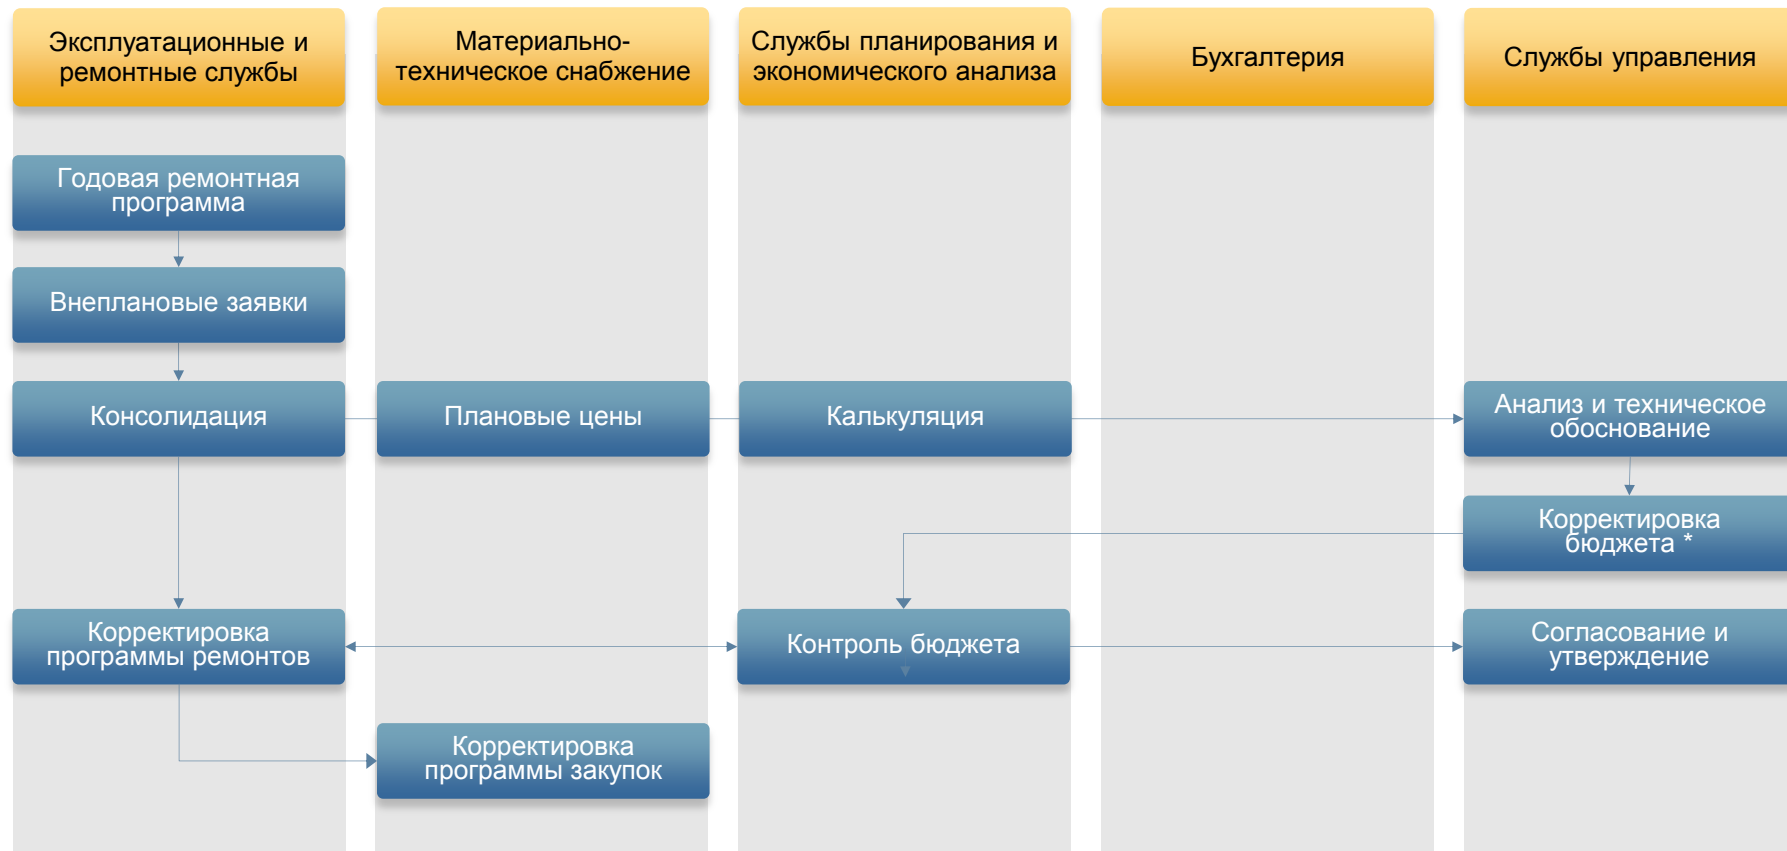 Эксплуатационные и
ремонтные службы
Материально-
техническое снабжение
Службы планирования и
экономического анализа
Бухгалтерия
Службы управления
Годовая ремонтная
программа
Внеплановые заявки
Консолидация
Плановые цены
Калькуляция
Анализ и техническое
обоснование
Корректировка
бюджета *
Корректировка
программы ремонтов
Контроль бюджета
Согласование и
утверждение
Корректировка
программы закупок